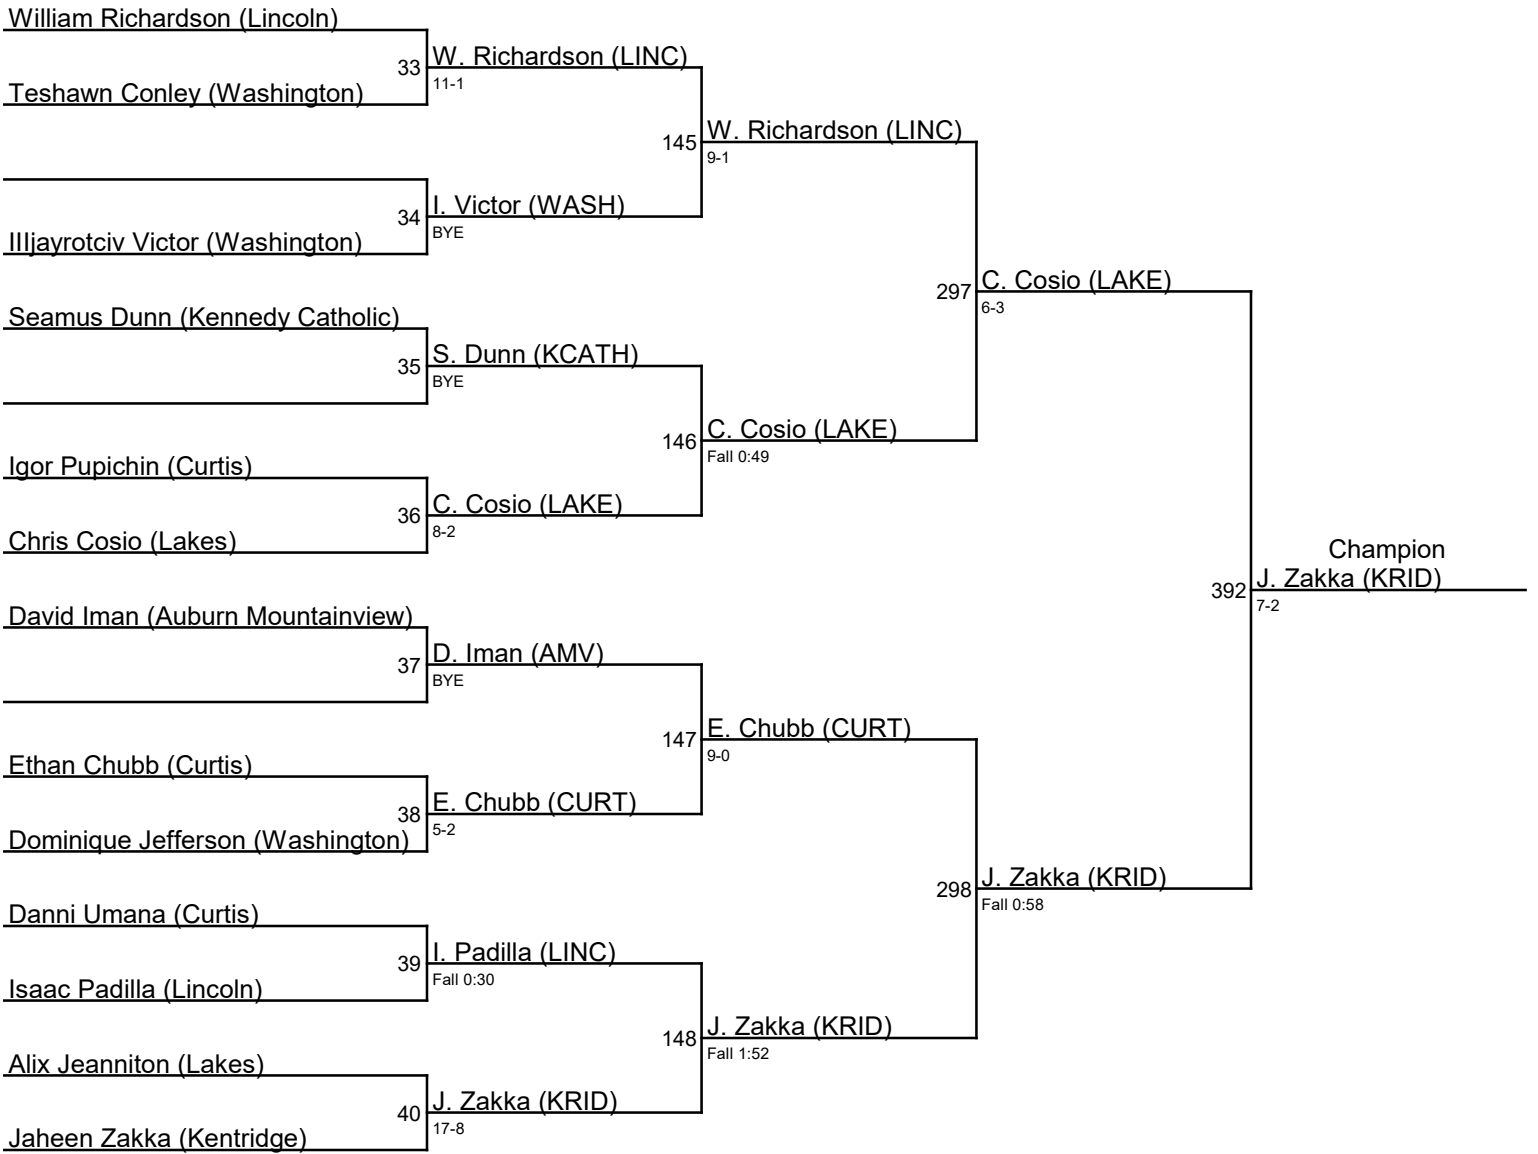 William Richardson (Lincoln)
33
W. Richardson (LINC)
11-1
Teshawn Conley (Washington)
145
W. Richardson (LINC)
9-1
34
I. Victor (WASH)
BYE
IIIjayrotciv Victor (Washington)
297
C. Cosio (LAKE)
6-3
Seamus Dunn (Kennedy Catholic)
35
S. Dunn (KCATH)
BYE
146
C. Cosio (LAKE)
Fall 0:49
Igor Pupichin (Curtis)
36
C. Cosio (LAKE)
8-2
Chris Cosio (Lakes)
Champion
392
J. Zakka (KRID)
7-2
David Iman (Auburn Mountainview)
37
D. Iman (AMV)
BYE
147
E. Chubb (CURT)
9-0
Ethan Chubb (Curtis)
38
E. Chubb (CURT)
5-2
Dominique Jefferson (Washington)
298
J. Zakka (KRID)
Fall 0:58
Danni Umana (Curtis)
39
I. Padilla (LINC)
Fall 0:30
Isaac Padilla (Lincoln)
148
J. Zakka (KRID)
Fall 1:52
Alix Jeanniton (Lakes)
40
J. Zakka (KRID)
17-8
Jaheen Zakka (Kentridge)